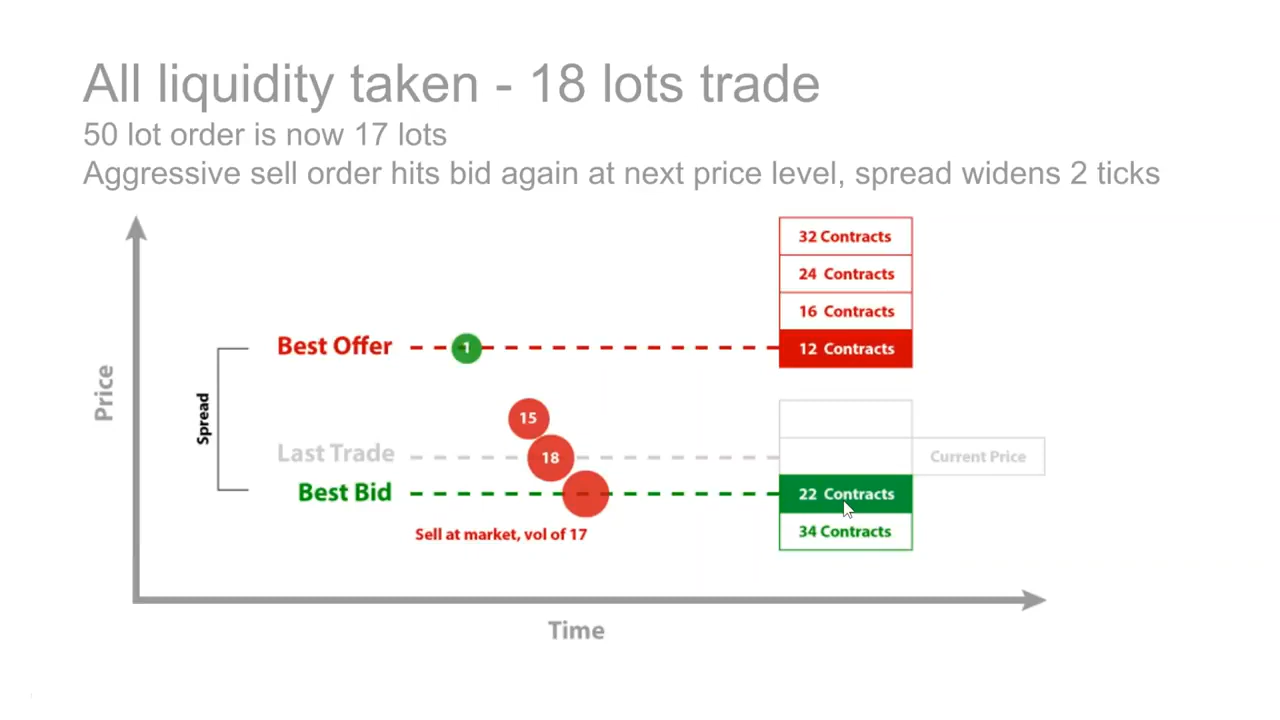 All liquidity taken - 18 lots trade
50 lot order is now 17 lots
Aggressive sell order hits bid again at next price level, spread widens 2 ticks
32 Contracts
24 Contracts
16 Contracts
Best Offer
1
12 Contracts
Price
Spread
15
Last Trade
18
Current Price
Best Bid
22 Contracts
Sell at market, vol of 17
34 Contracts
Time